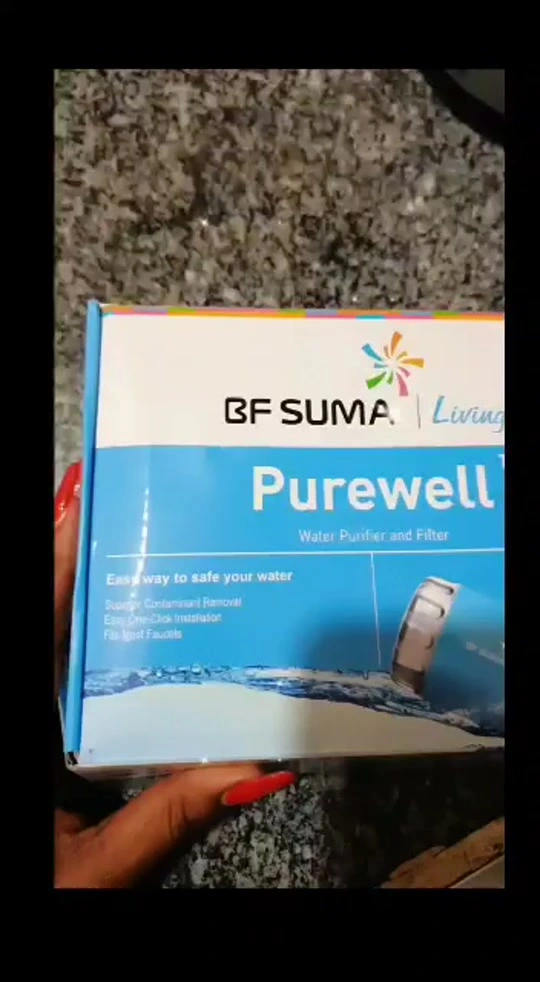 BF SUMA | Living
Purewell
Water Purifier and Filter
Easy way to safe your water
Superior Contaminant Removal
Easy One-Click Installation
Fits Most Faucets